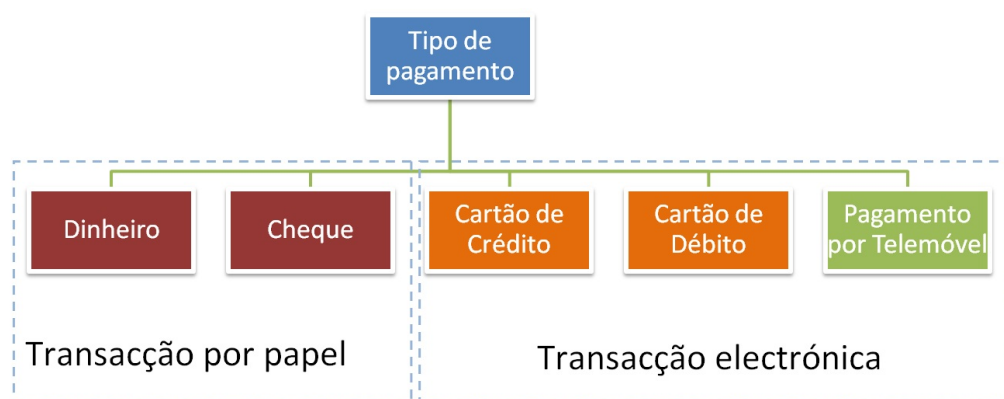 Tipo de
pagamento
Dinheiro
Cheque
Cartão de
Crédito
Cartão de
Débito
Pagamento
por Telemóvel
Transacção por papel
Transacção electrónica